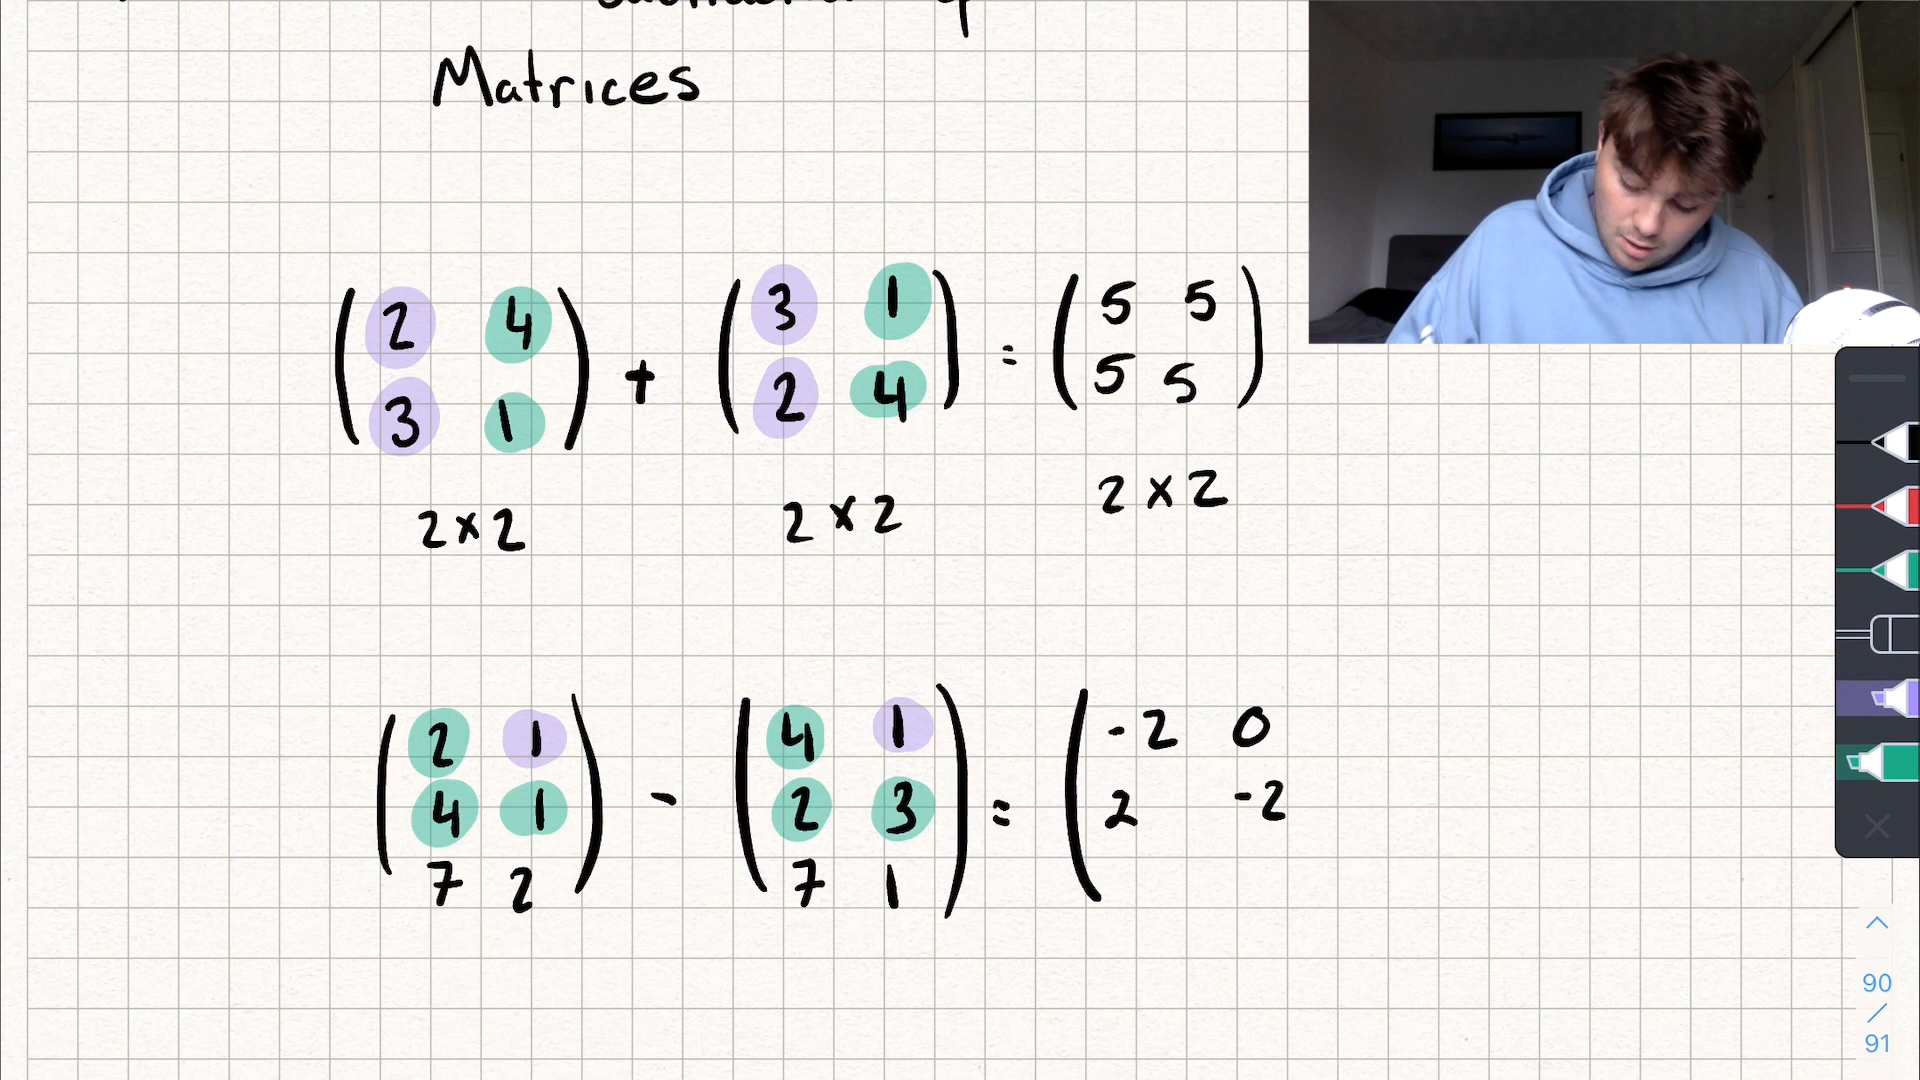 Matrices
(2 4 3 1) + (3 1 2 4) = (5 5 5 5)
2×2 2×2 2×2
(2 1 4 1 7 2) - (4 1 2 3 7 1) = (-2 0 2 -2
90
/
91